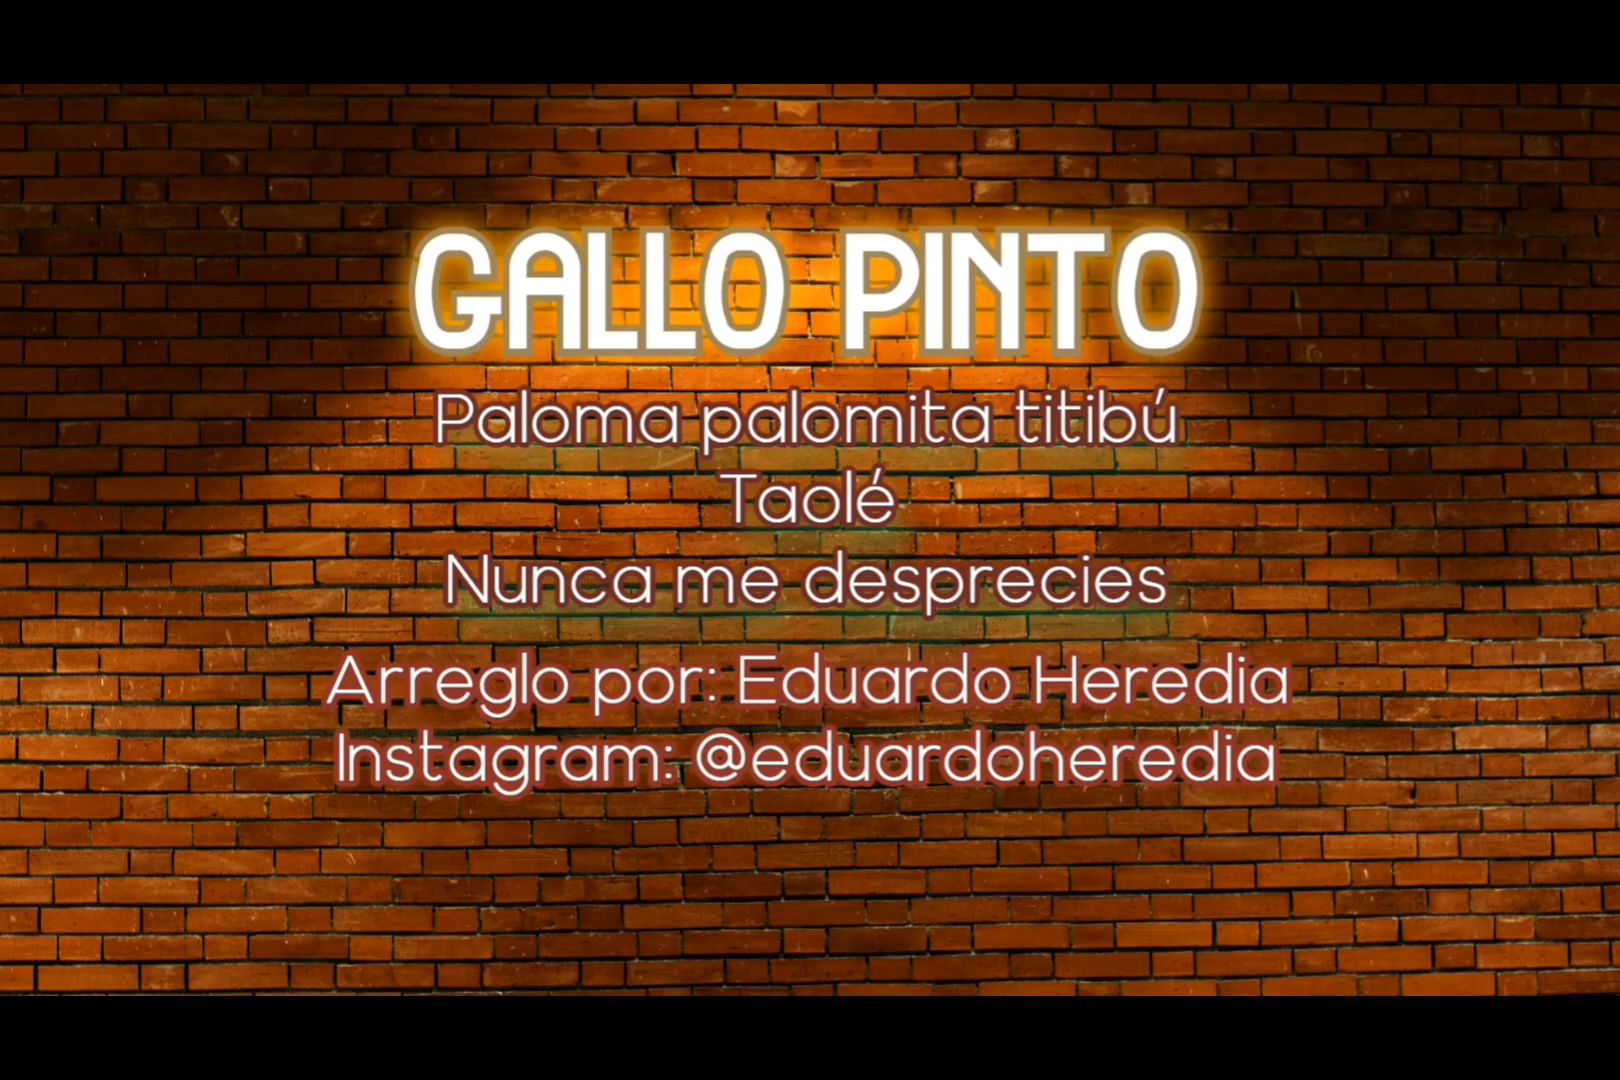 GALLO PINTO
Paloma palomita titibú
Taolé
Nunca me desprecies
Arreglo por: Eduardo Heredia
Instagram: @eduardoheredia